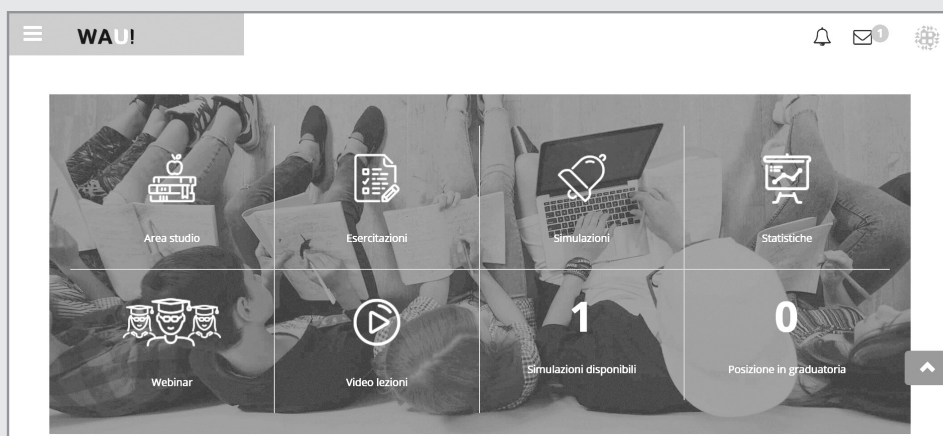 WAU!
1
Area studio
Esercitazioni
Simulazioni
Statistiche
1
0
Webinar
Video lezioni
Simulazioni disponibili
Posizione in graduatoria